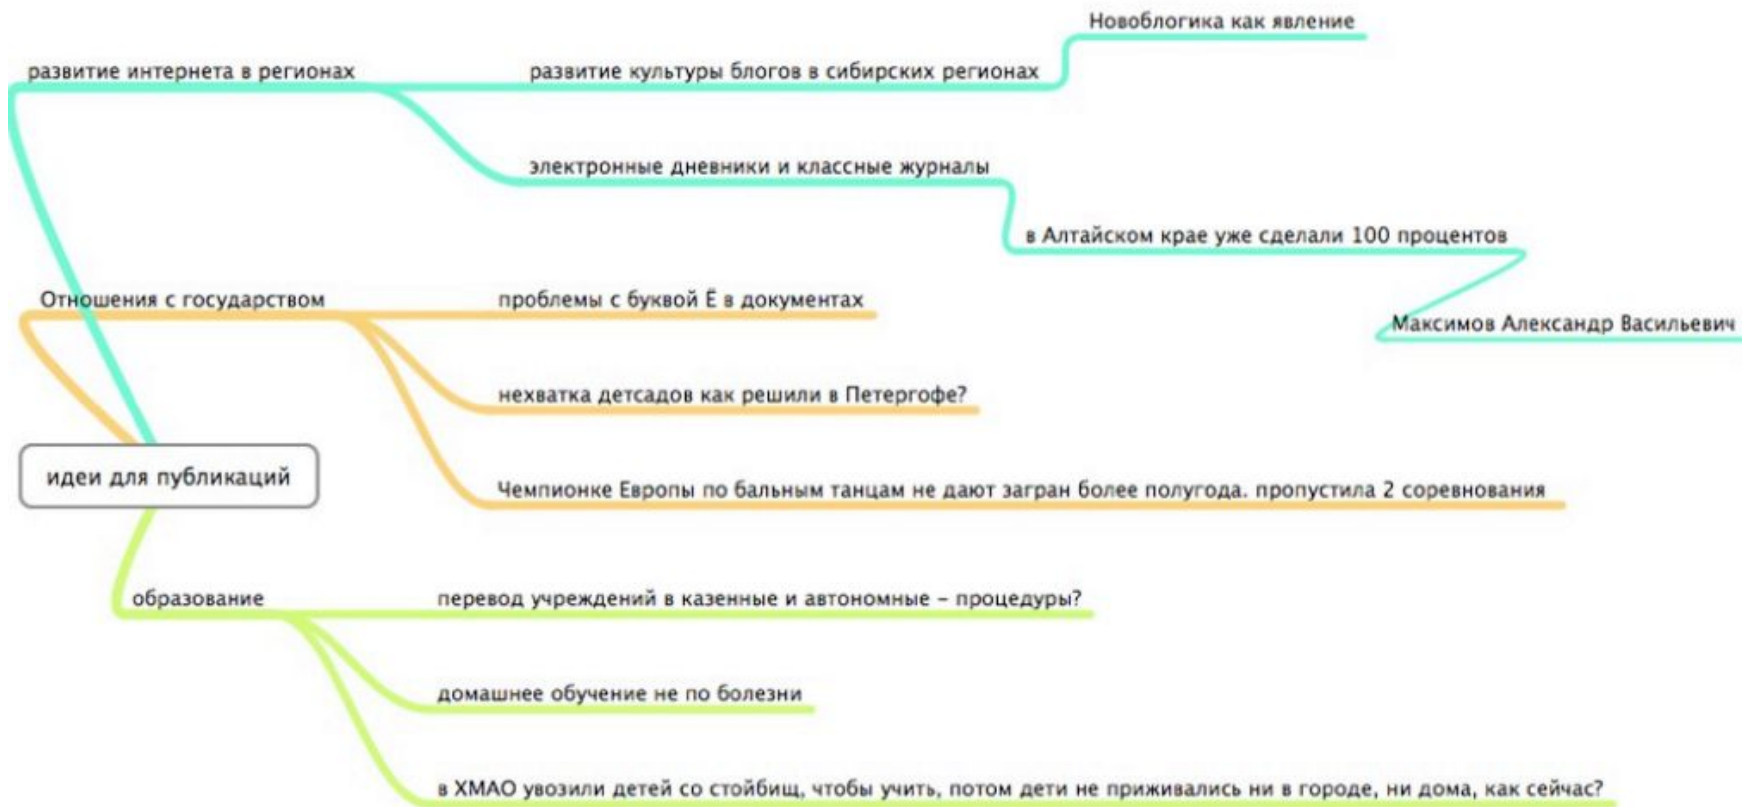 Новоблогика как явление
развитие интернета в регионах
развитие культуры блогов в сибирских регионах
электронные дневники и классные журналы
в Алтайском крае уже сделали 100 процентов
Максимов Александр Васильевич
Отношения с государством
проблемы с буквой Ё в документах
нехватка детсадов как решили в Петергофе?
Чемпионке Европы по бальным танцам не дают загран более полугода. пропустила 2 соревнования
идеи для публикаций
образование
перевод учреждений в казенные и автономные – процедуры?
домашнее обучение не по болезни
в ХМАО увозили детей со стойбищ, чтобы учить, потом дети не приживались ни в городе, ни дома, как сейчас?